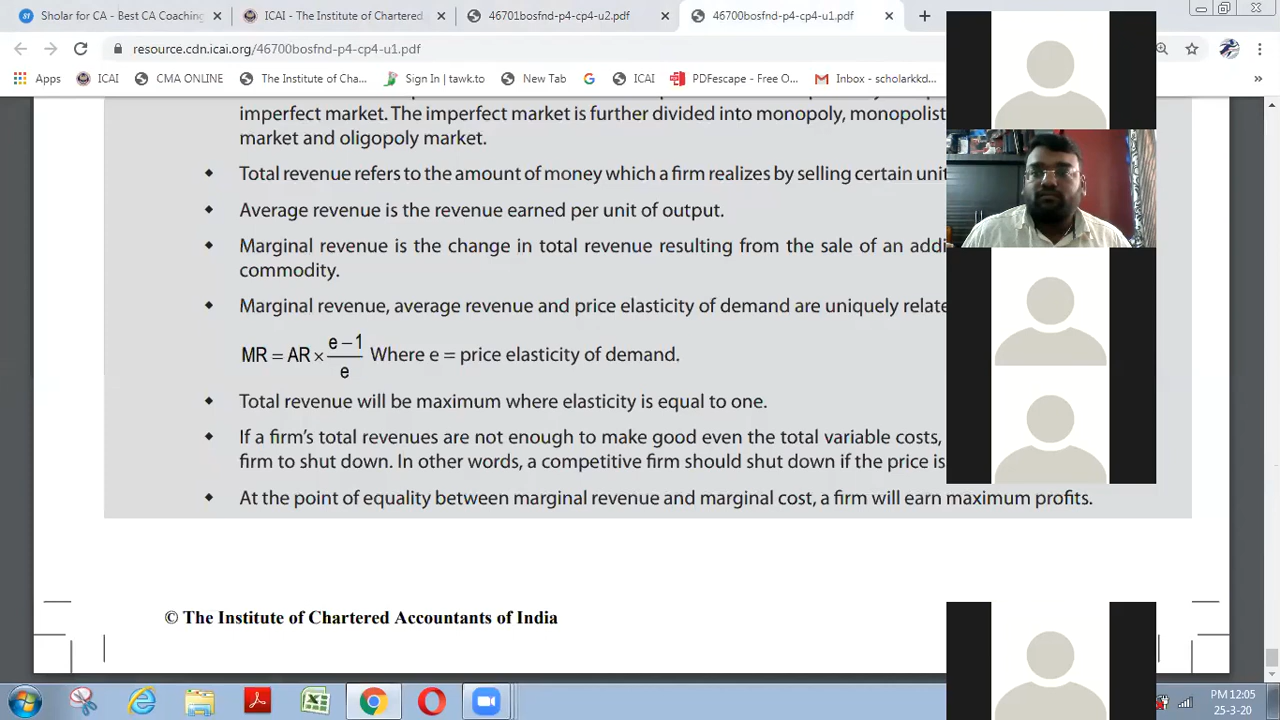 Sholar for CA - Best CA Coaching
ICAI - The Institute of Chartered
46701bosfnd-p4-cp4-u2.pdf
46700bosfnd-p4-cp4-u1.pdf
resource.cdn.icai.org/46700bosfnd-p4-cp4-u1.pdf
Apps ICAI CMA ONLINE The Institute of Cha... Sign In | tawk.to New Tab ICAI PDFescape - Free O... Inbox - scholarkkd...
imperfect market. The imperfect market is further divided into monopoly,
market and oligopoly market.
Total revenue refers to the amount of money which a firm realizes by selling certain
Average revenue is the revenue earned per unit of output.
Marginal revenue is the change in total revenue resulting from the sale of an
commodity.
Marginal revenue, average revenue and price elasticity of demand are uniquely
MR = AR × e – 1 / e Where e = price elasticity of demand.
Total revenue will be maximum where elasticity is equal to one.
If a firm's total revenues are not enough to make good even the total variable costs,
firm to shut down. In other words, a competitive firm should shut down if the price is
At the point of equality between marginal revenue and marginal cost, a firm will earn maximum profits.
© The Institute of Chartered Accountants of India
PM 12:05
25-3-20